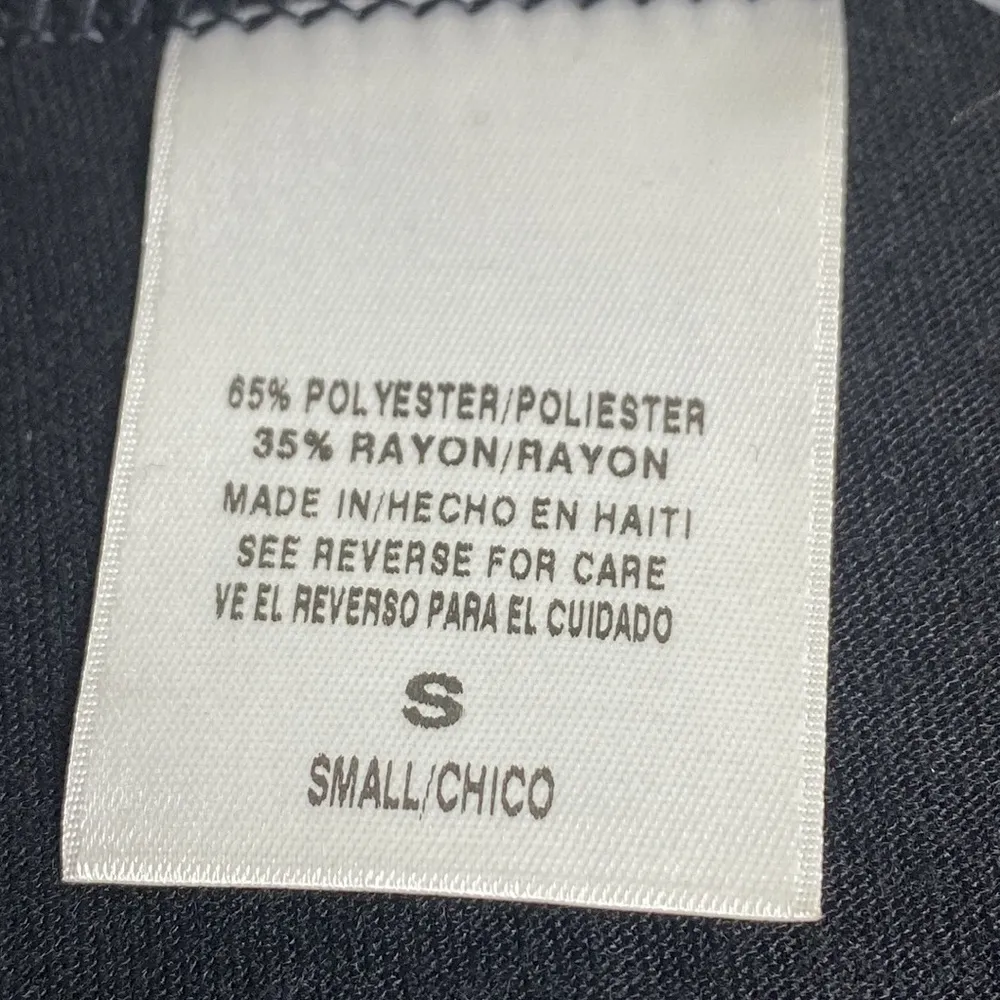 65% POLYESTER/POLIESTER
35% RAYON/RAYON
MADE IN/HECHO EN HAITI
SEE REVERSE FOR CARE
VE EL REVERSO PARA EL CUIDADO
S
SMALL/CHICO